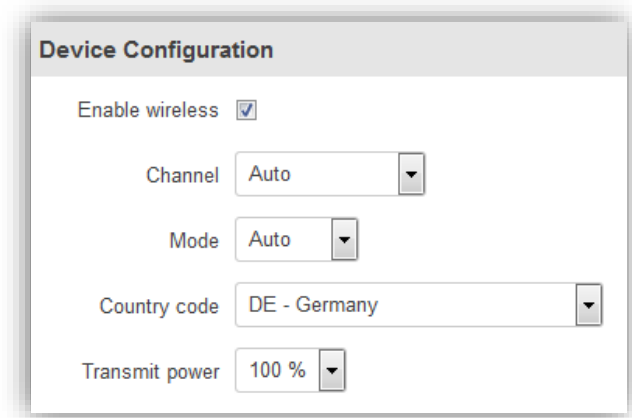 Device Configuration
Enable wireless
Channel Auto
Mode Auto
Country code DE - Germany
Transmit power 100 %